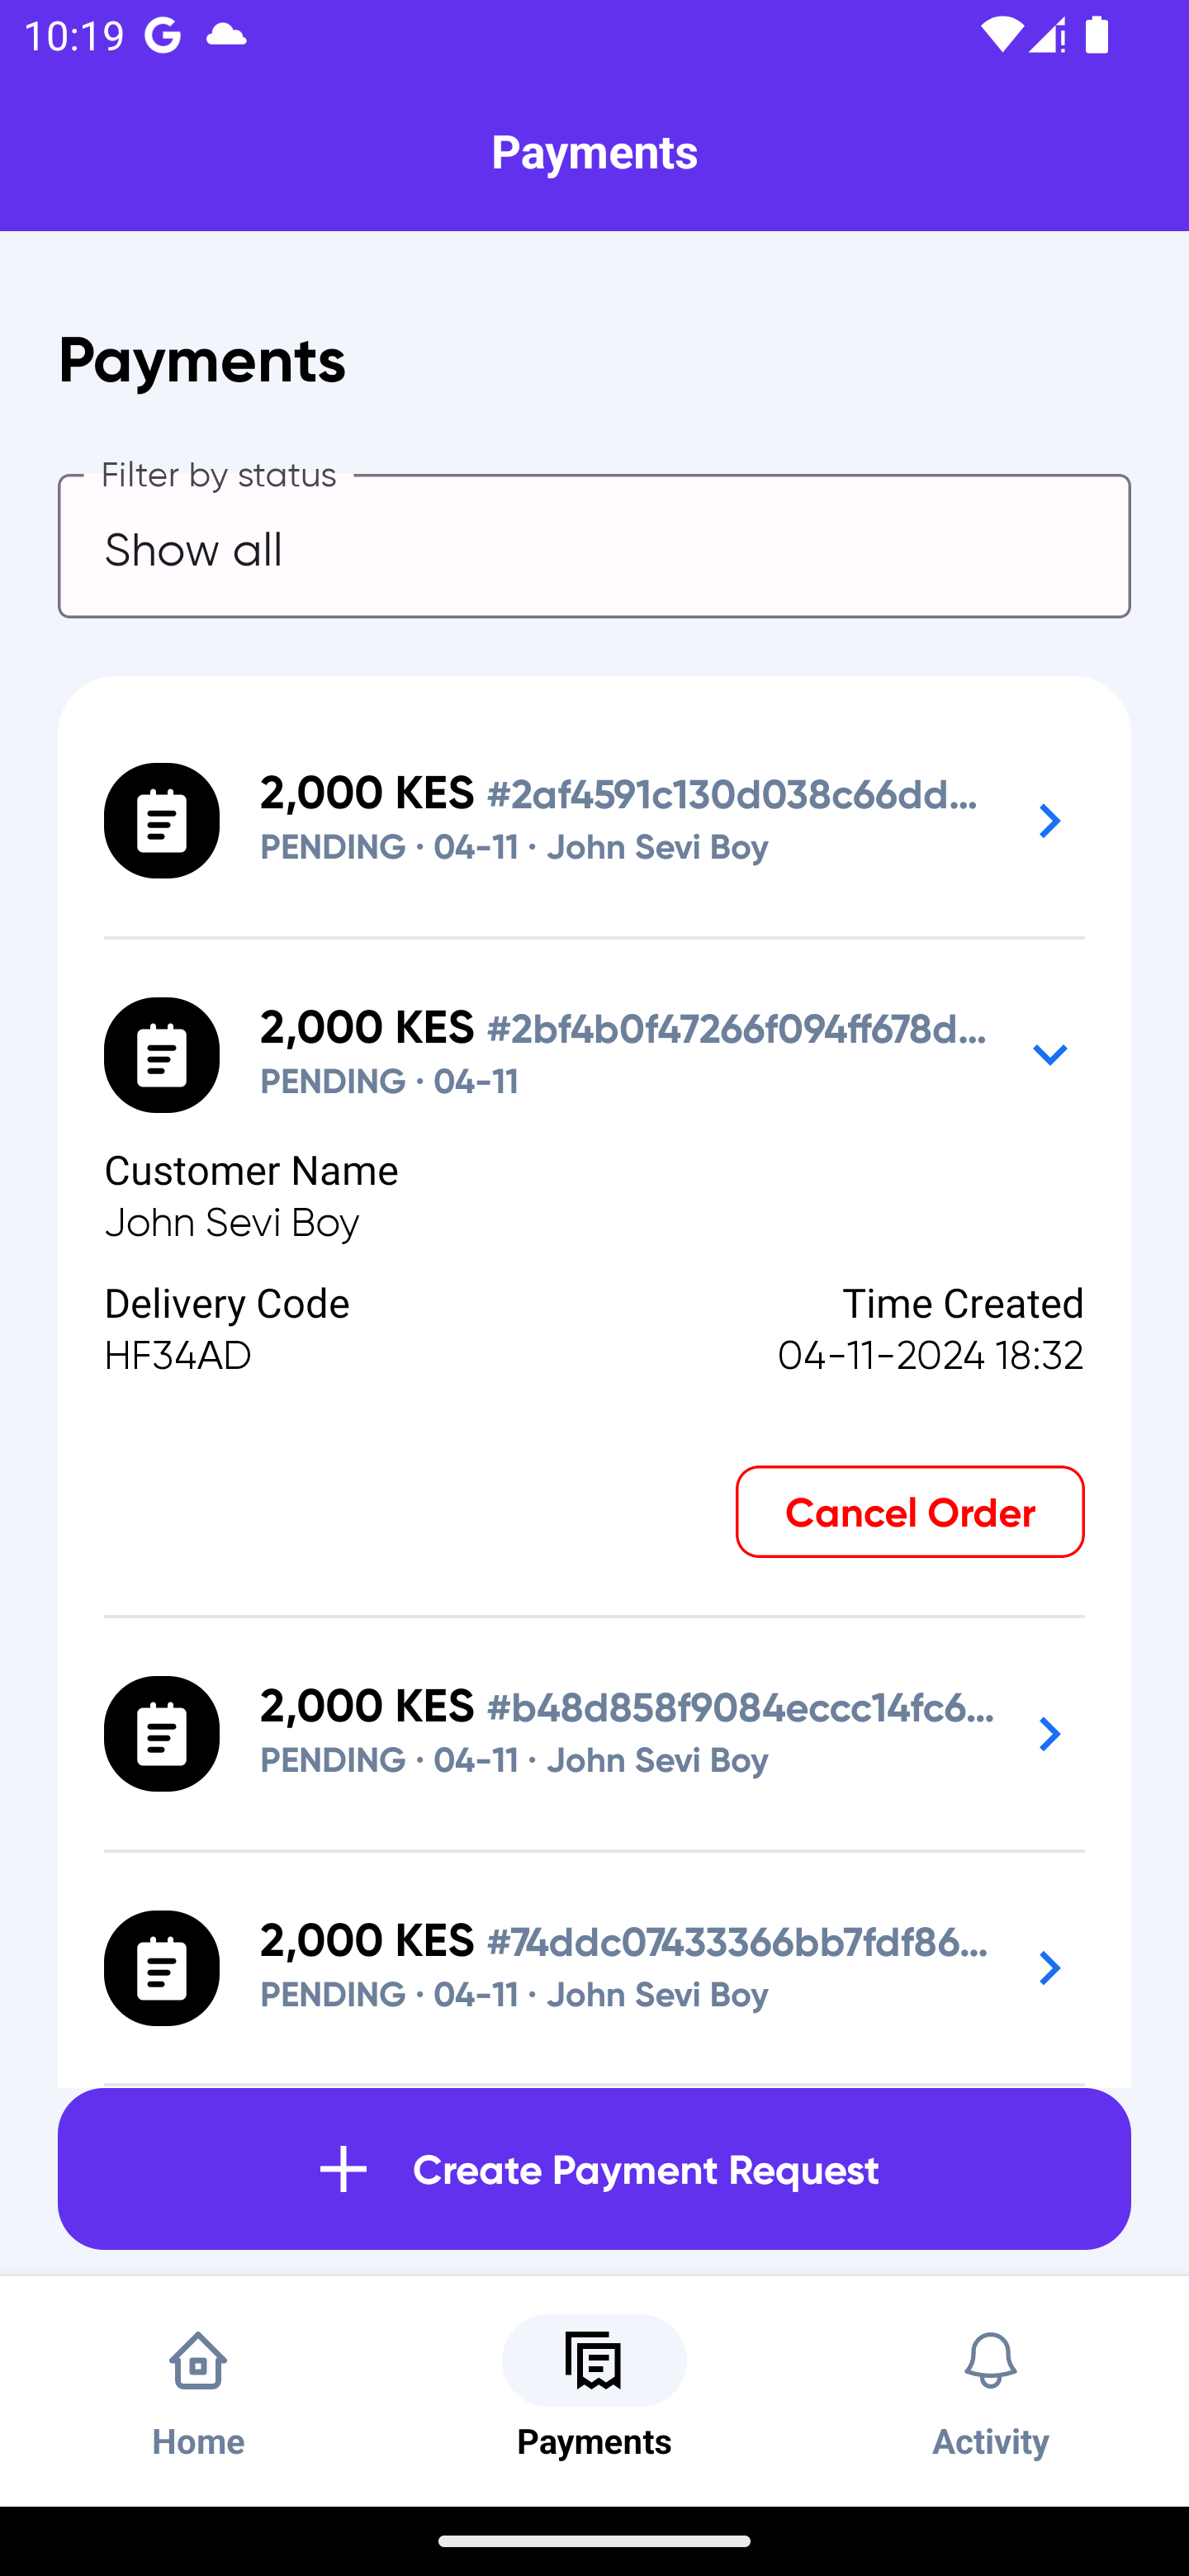 10:19
Payments
Payments
Filter by status
Show all
2,000 KES #2af4591c130d038c66dd...
PENDING · 04-11 · John Sevi Boy
2,000 KES #2bf4b0f47266f094ff678d...
PENDING · 04-11
Customer Name
John Sevi Boy
Delivery Code Time Created
HF34AD 04-11-2024 18:32
Cancel Order
2,000 KES #b48d858f9084eccc14fc6...
PENDING · 04-11 · John Sevi Boy
2,000 KES #74ddc07433366bb7fdf86...
PENDING · 04-11 · John Sevi Boy
Create Payment Request
Home Payments Activity